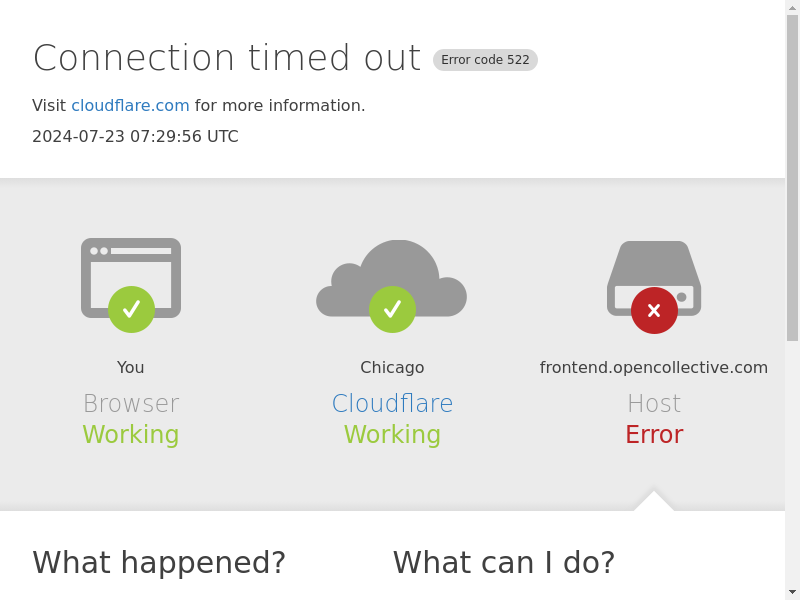 Connection timed out Error code 522
Visit cloudflare.com for more information.
2024-07-23 07:29:56 UTC
You
Browser
Working
Chicago
Cloudflare
Working
frontend.opencollective.com
Host
Error
What happened?
What can I do?